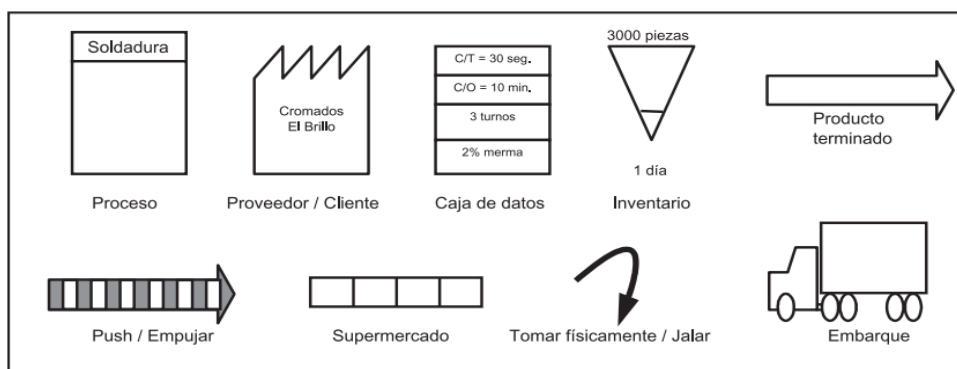 Soldadura
Proceso
Cromados
El Brillo
Proveedor / Cliente
C/T = 30 seg.
C/O = 10 min.
3 turnos
2% merma
Caja de datos
3000 piezas
1 día
Inventario
Producto
terminado
Push / Empujar
Supermercado
Tomar físicamente / Jalar
Embarque